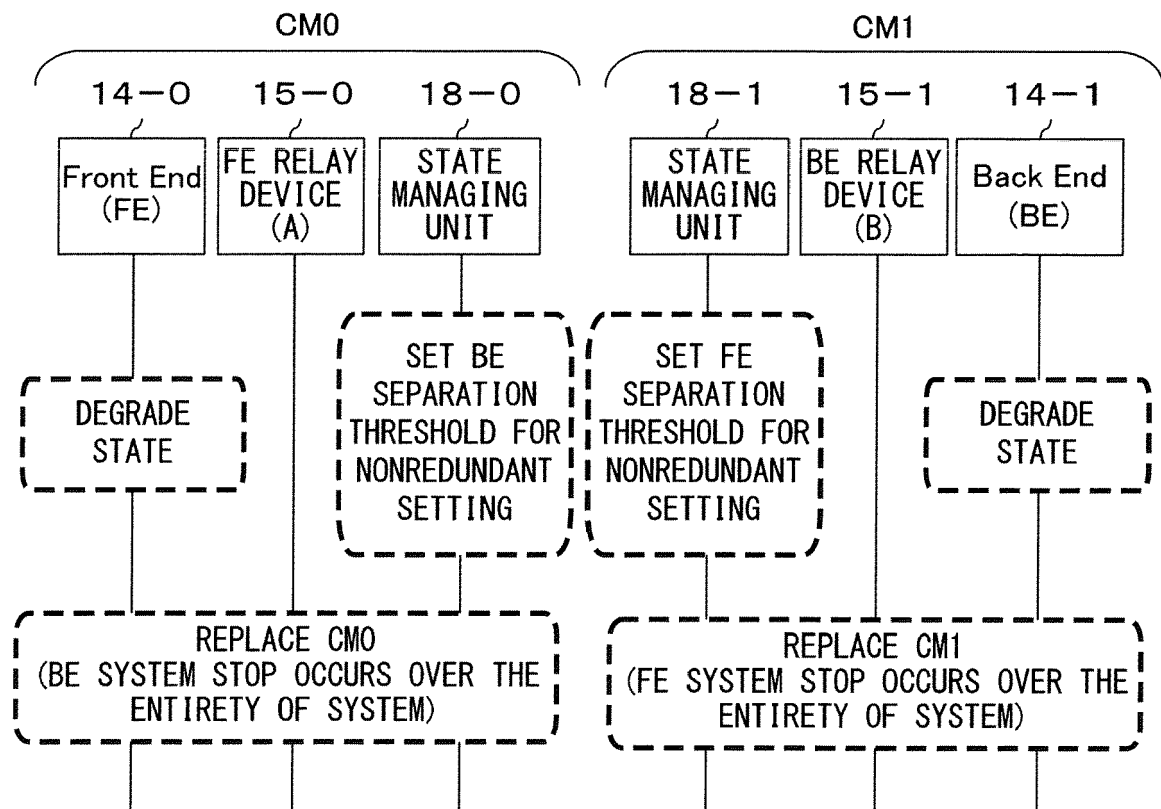 CM0
CM1
14-0
15-0
18-0
18-1
15-1
14-1
Front End
(FE)
FE RELAY
DEVICE
(A)
STATE
MANAGING
UNIT
STATE
MANAGING
UNIT
BE RELAY
DEVICE
(B)
Back End
(BE)
DEGRADE
STATE
SET BE
SEPARATION
THRESHOLD FOR
NONREDUNDANT
SETTING
SET FE
SEPARATION
THRESHOLD FOR
NONREDUNDANT
SETTING
DEGRADE
STATE
REPLACE CM0
(BE SYSTEM STOP OCCURS OVER THE
ENTIRETY OF SYSTEM)
REPLACE CM1
(FE SYSTEM STOP OCCURS OVER THE
ENTIRETY OF SYSTEM)